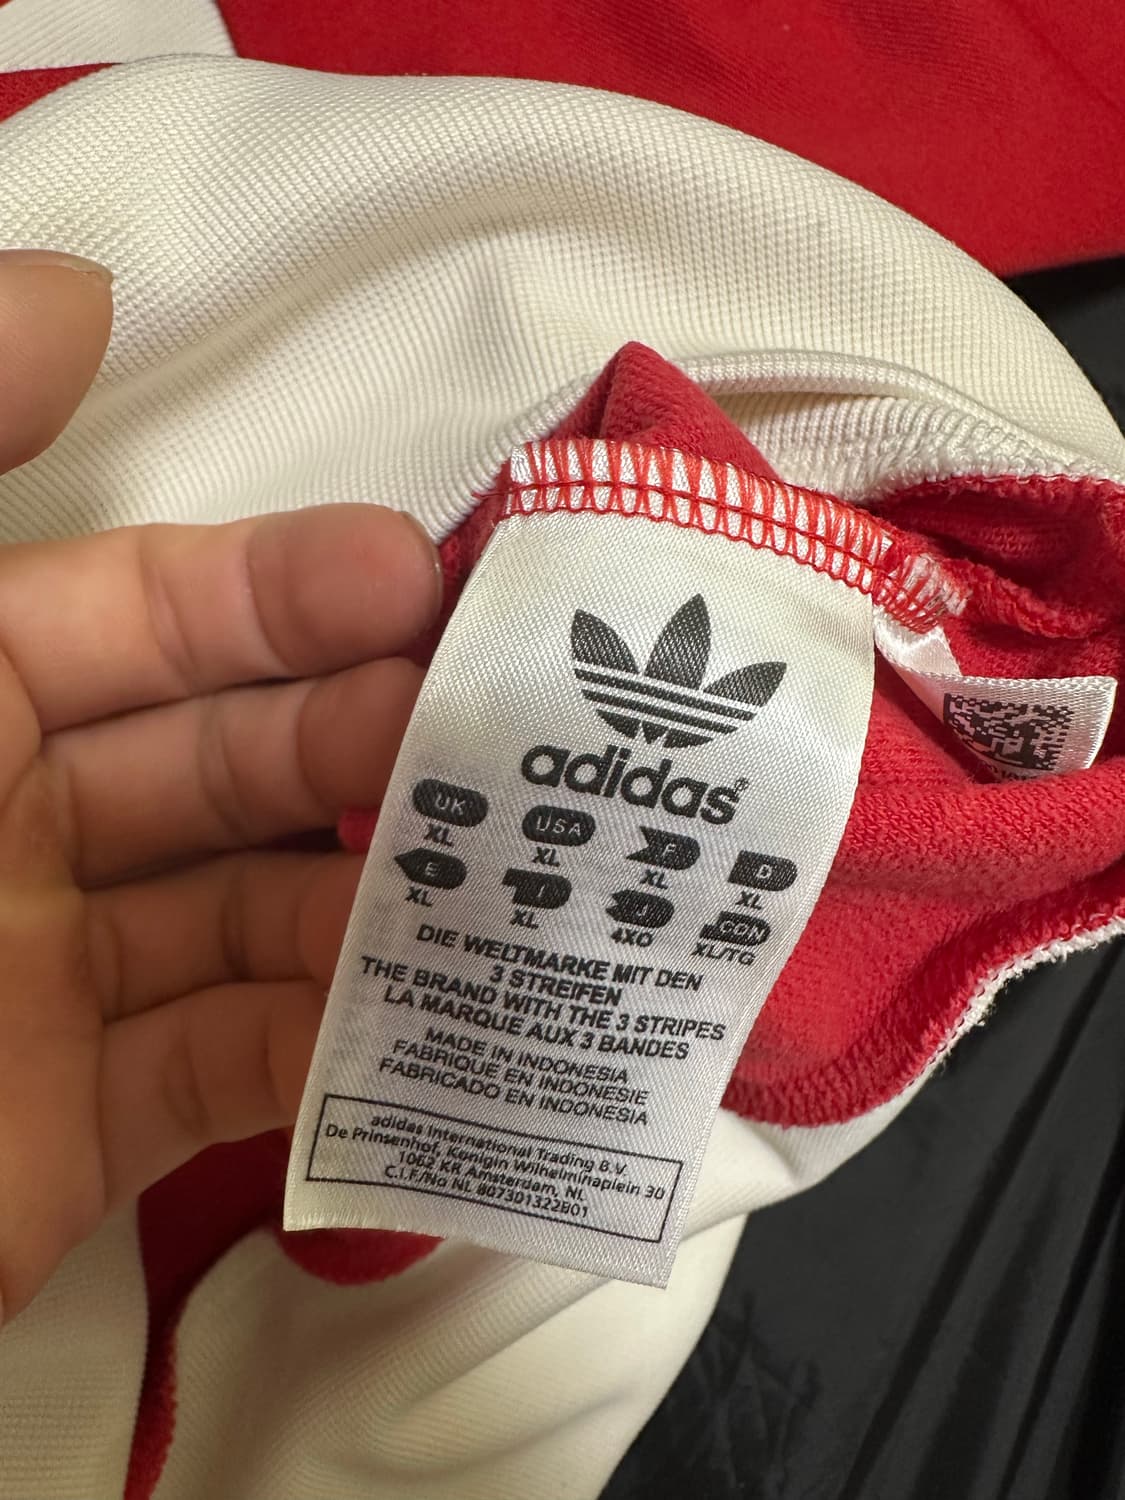 adidas®
UK USA F D
XL XL XL XL
E I J CDN
XL XL 4XO XL/TG
DIE WELTMARKE MIT DEN
3 STREIFEN
THE BRAND WITH THE 3 STRIPES
LA MARQUE AUX 3 BANDES
MADE IN INDONESIA
FABRIQUE EN INDONESIE
FABRICADO EN INDONESIA
adidas International Trading B.V.
De Prinsenhof, Konigin Wilhelminaplein 30
1062 KR Amsterdam, NL
C.I.F/No NL 807301322B01